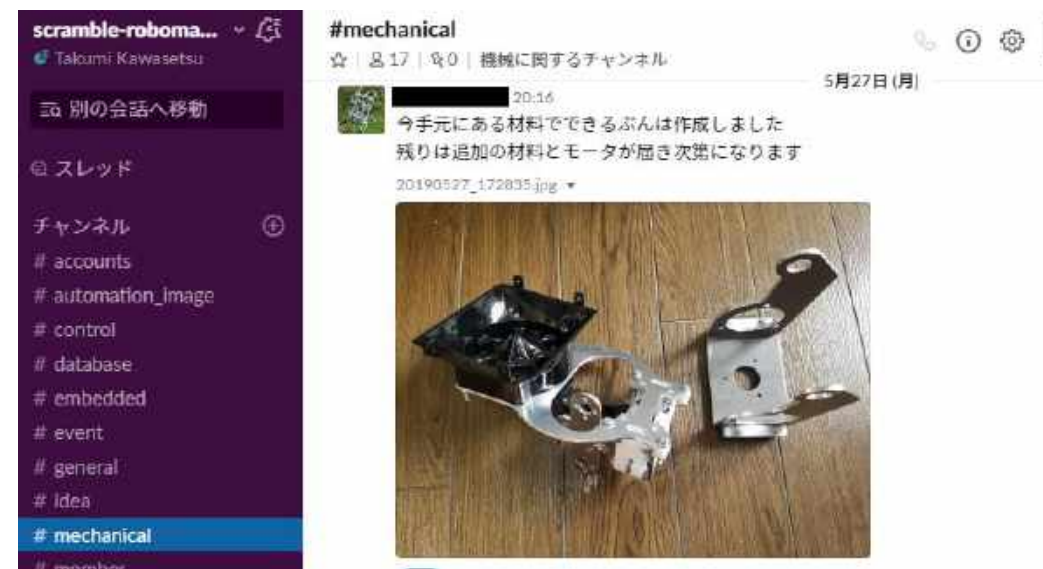 scramble-roboma...
Takumi Kawasetsu
別の会話へ移動
スレッド
チャンネル
# accounts
# automation_image
# control
# database
# embedded
# event
# general
# idea
# mechanical
# member
#mechanical
17 | 0 | 機械に関するチャンネル
5月27日(月)
20:16
今手元にある材料でできるぶんは作成しました
残りは追加の材料とモータが届き次第になります
20190527_172835.jpg